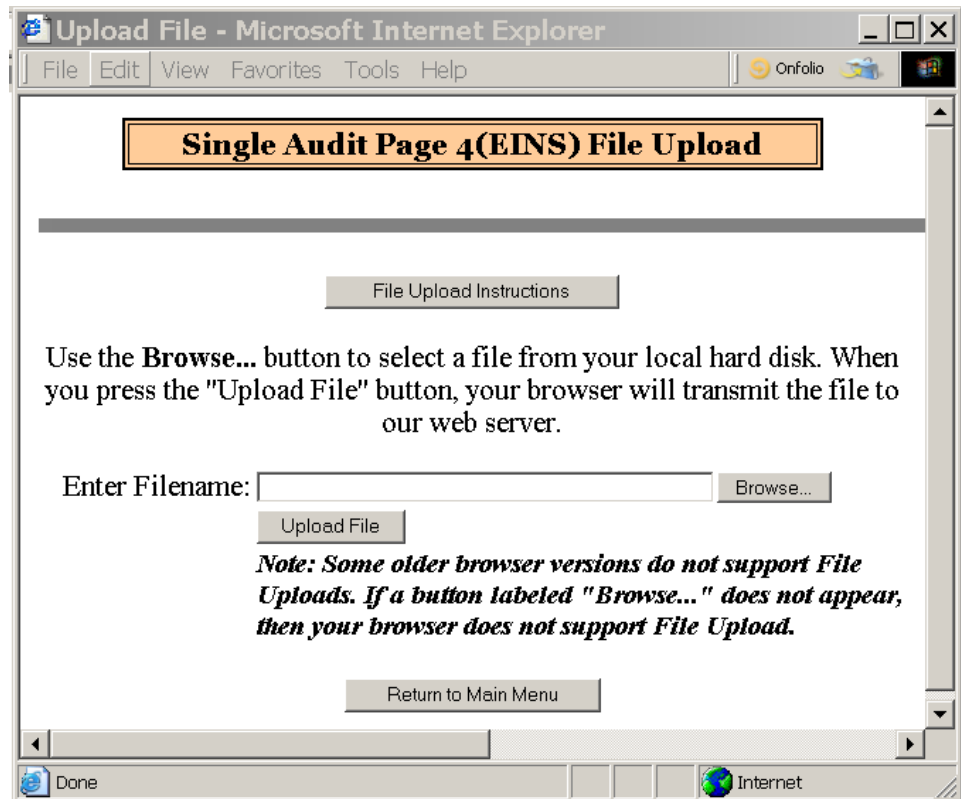 Upload File - Microsoft Internet Explorer
File Edit View Favorites Tools Help Onfolio
Single Audit Page 4(EINS) File Upload
File Upload Instructions
Use the Browse... button to select a file from your local hard disk. When
you press the "Upload File" button, your browser will transmit the file to
our web server.
Enter Filename: Browse...
Upload File
Note: Some older browser versions do not support File
Uploads. If a button labeled "Browse..." does not appear,
then your browser does not support File Upload.
Return to Main Menu
Done Internet